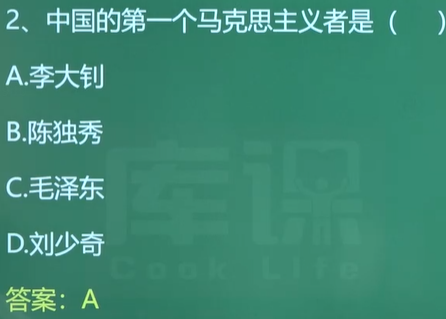 2、中国的第一个马克思主义者是（　）
A.李大钊
B.陈独秀
C.毛泽东
D.刘少奇
库课
Cook Life
答案：A